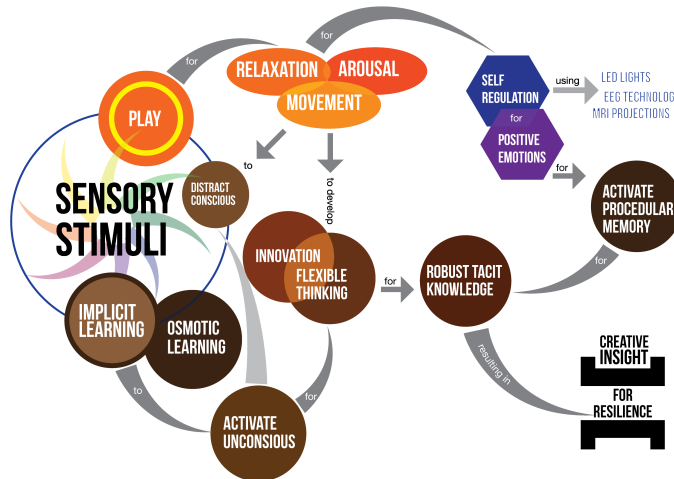 for
for
RELAXATION
AROUSAL
MOVEMENT
SELF
REGULATION
using
LED LIGHTS
EEG TECHNOLOG
MRI PROJECTIONS
for
POSITIVE
EMOTIONS
for
PLAY
to
DISTRACT
CONSCIOUS
to develop
ACTIVATE
PROCEDULAR
MEMORY
SENSORY
STIMULI
INNOVATION
FLEXIBLE
THINKING
for
ROBUST TACIT
KNOWLEDGE
for
IMPLICIT
LEARNING
OSMOTIC
LEARNING
resulting in
CREATIVE
INSIGHT
FOR
RESILIENCE
to
for
ACTIVATE
UNCONSIOUS